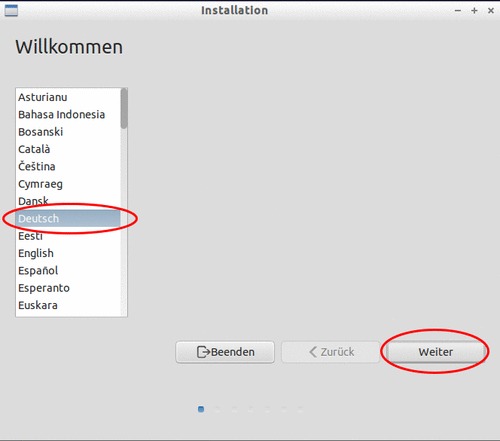 Installation
Willkommen
Asturianu
Bahasa Indonesia
Bosanski
Català
Čeština
Cymraeg
Dansk
Deutsch
Eesti
English
Español
Esperanto
Euskara
Beenden
Zurück
Weiter